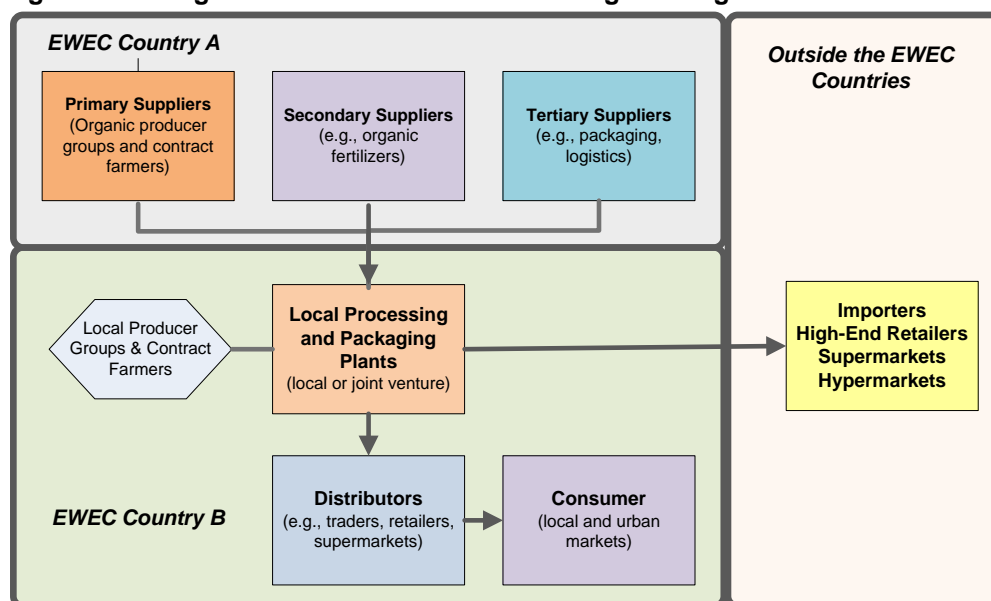 EWEC Country A
Outside the EWEC
Countries
Primary Suppliers
(Organic producer
groups and contract
farmers)
Secondary Suppliers
(e.g., organic
fertilizers)
Tertiary Suppliers
(e.g., packaging,
logistics)
Local Producer
Groups & Contract
Farmers
Local Processing
and Packaging
Plants
(local or joint venture)
Importers
High-End Retailers
Supermarkets
Hypermarkets
EWEC Country B
Distributors
(e.g., traders, retailers,
supermarkets)
Consumer
(local and urban
markets)